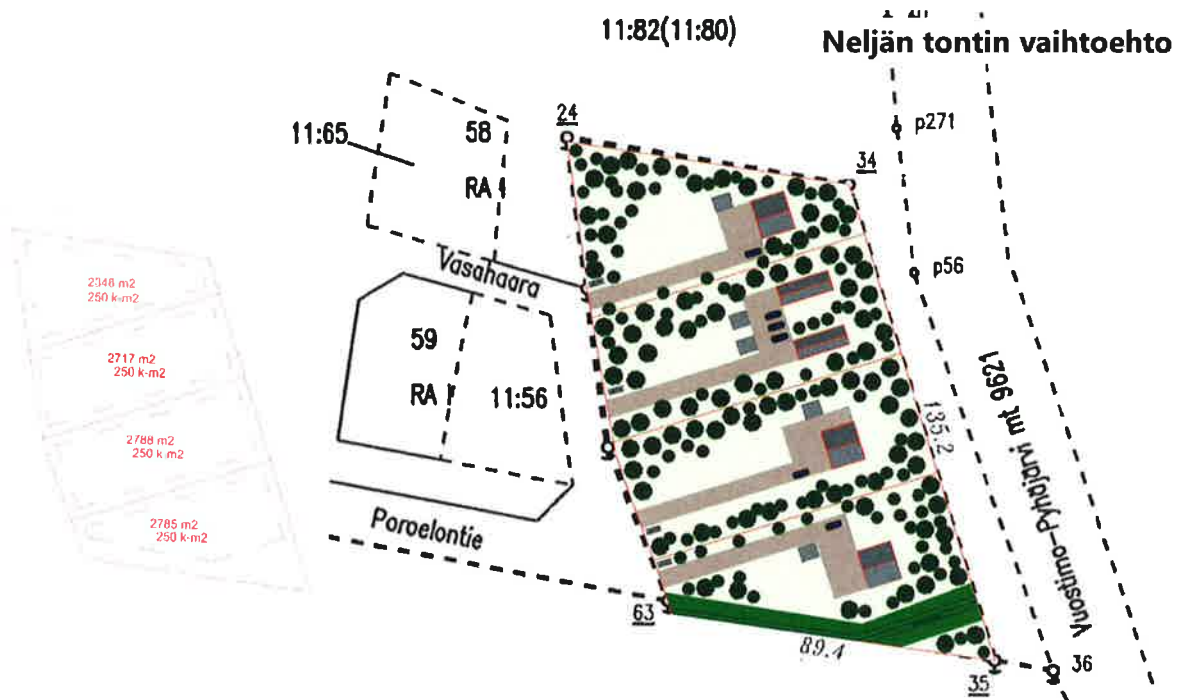 11:82(11:80)
Neljän tontin vaihtoehto
p271
58
24
11:65
34
RA
Vasahaara
p56
2348 m2
250 k-m2
59
2717 m2
250 k-m2
RA
11:56
Vuostimo-Pyhäjärvi mt 9621
135.2
2788 m2
250 k-m2
Poroelontie
2785 m2
250 k-m2
63
89.4
36
35